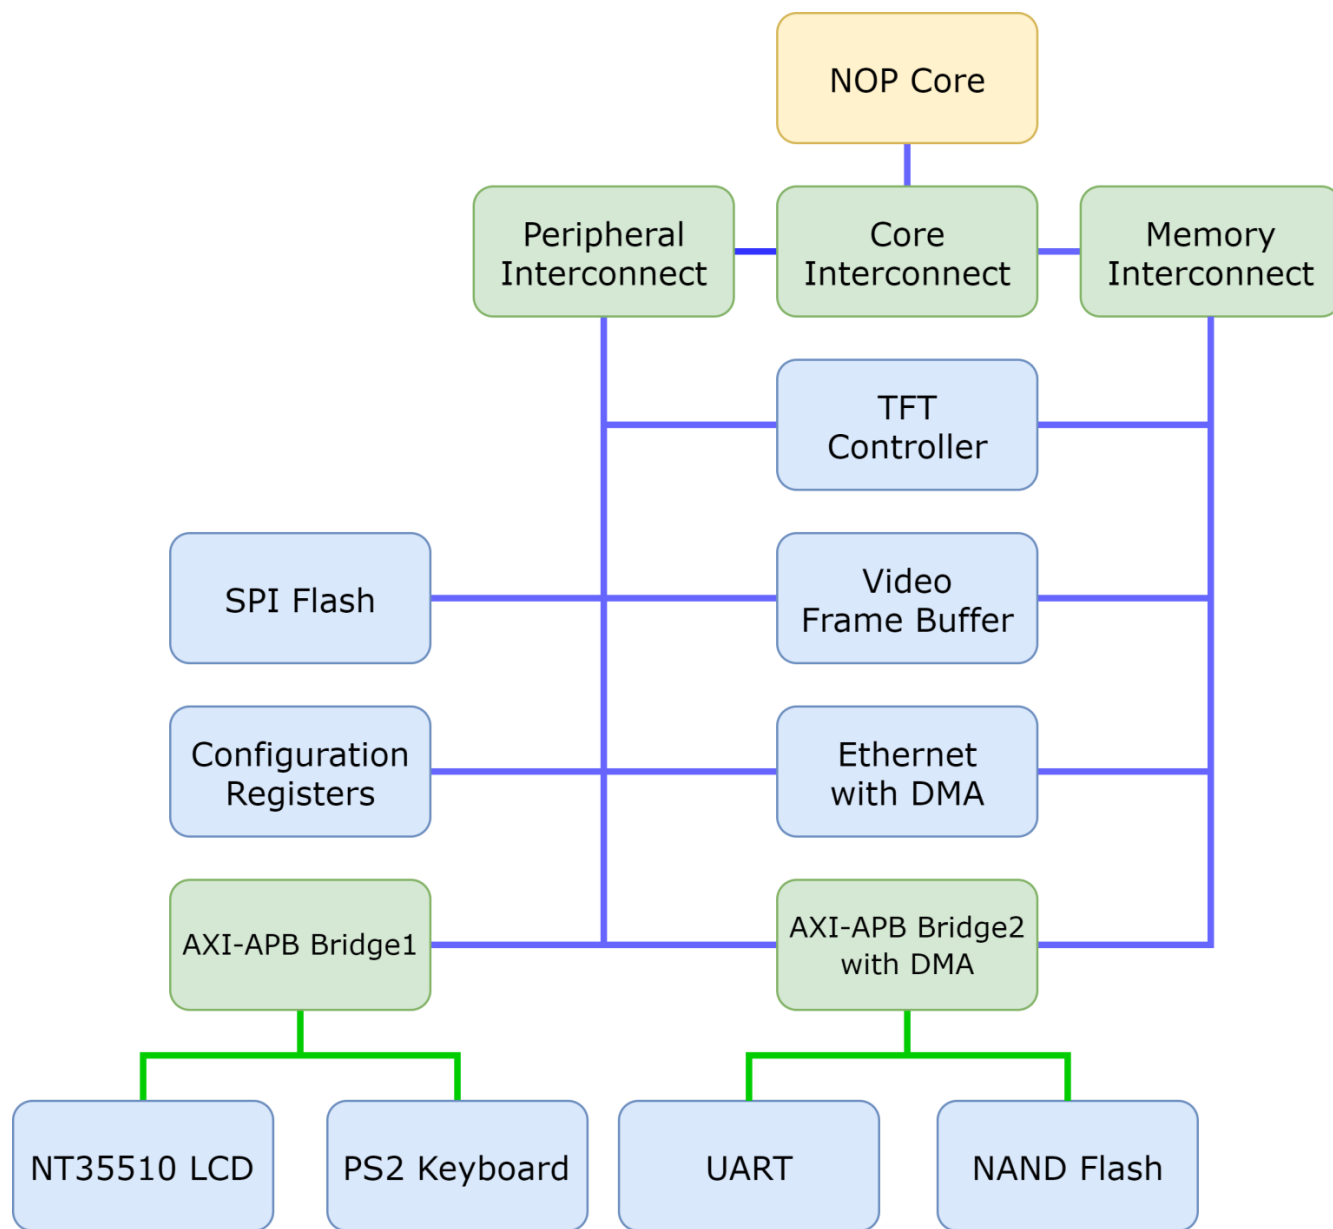 NOP Core
Peripheral
Interconnect
Core
Interconnect
Memory
Interconnect
TFT
Controller
SPI Flash
Video
Frame Buffer
Configuration
Registers
Ethernet
with DMA
AXI-APB Bridge1
AXI-APB Bridge2
with DMA
NT35510 LCD
PS2 Keyboard
UART
NAND Flash